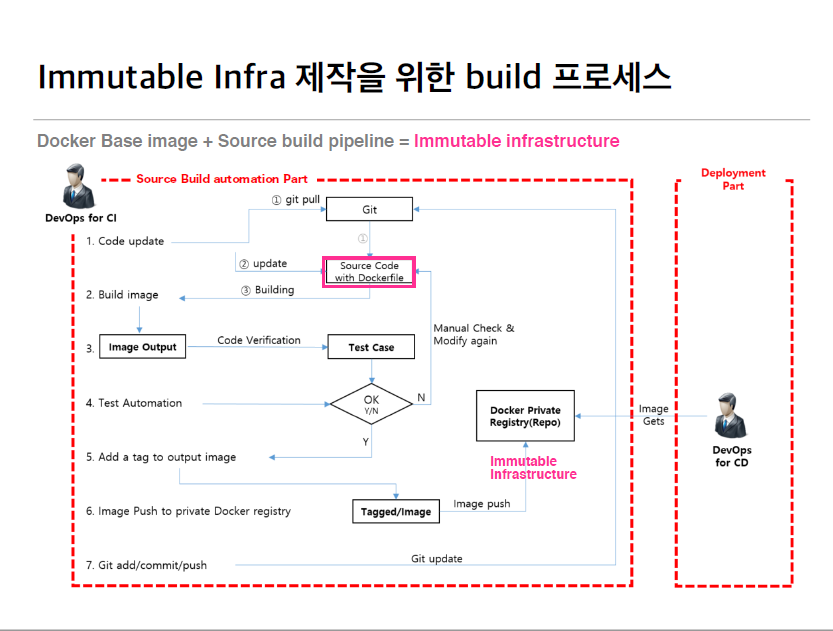 Immutable Infra 제작을 위한 build 프로세스
Docker Base image + Source build pipeline = Immutable infrastructure
Source Build automation Part
Deployment
Part
DevOps for CI
① git pull
Git
1. Code update
①
② update
Source Code
with Dockerfile
2. Build image
③ Building
Manual Check &
Modify again
3.
Image Output
Code Verification
Test Case
4. Test Automation
OK
Y/N
N
Y
Docker Private
Registry(Repo)
Image
Gets
DevOps
for CD
5. Add a tag to output image
Immutable
Infrastructure
6. Image Push to private Docker registry
Tagged/Image
Image push
7. Git add/commit/push
Git update